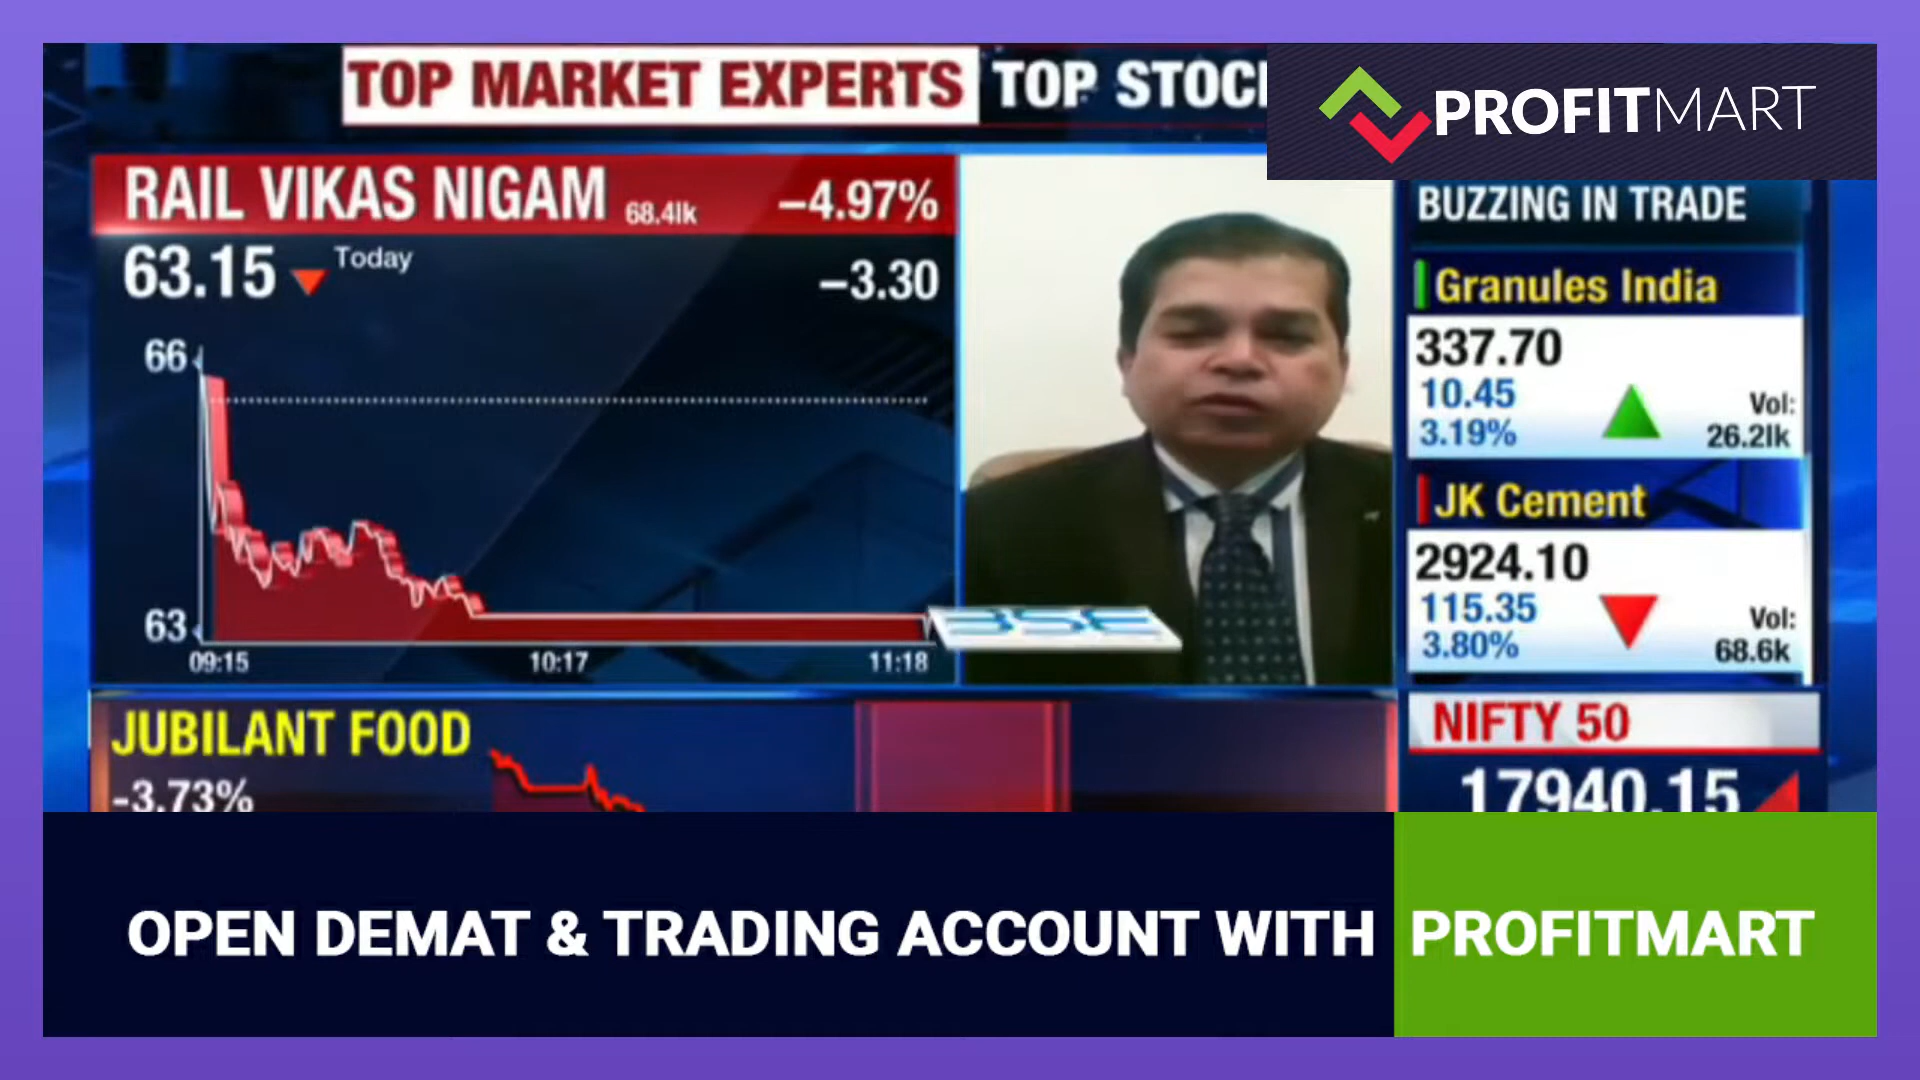 TOP MARKET EXPERTS TOP STOC
PROFITMART
RAIL VIKAS NIGAM 68.4lk -4.97%
63.15 Today -3.30
66
63
09:15 10:17 11:18
BSE
BUZZING IN TRADE
Granules India
337.70
10.45
3.19%
Vol:
26.2lk
JK Cement
2924.10
115.35
3.80%
Vol:
68.6k
JUBILANT FOOD
-3.73%
NIFTY 50
17940.15
OPEN DEMAT & TRADING ACCOUNT WITH PROFITMART